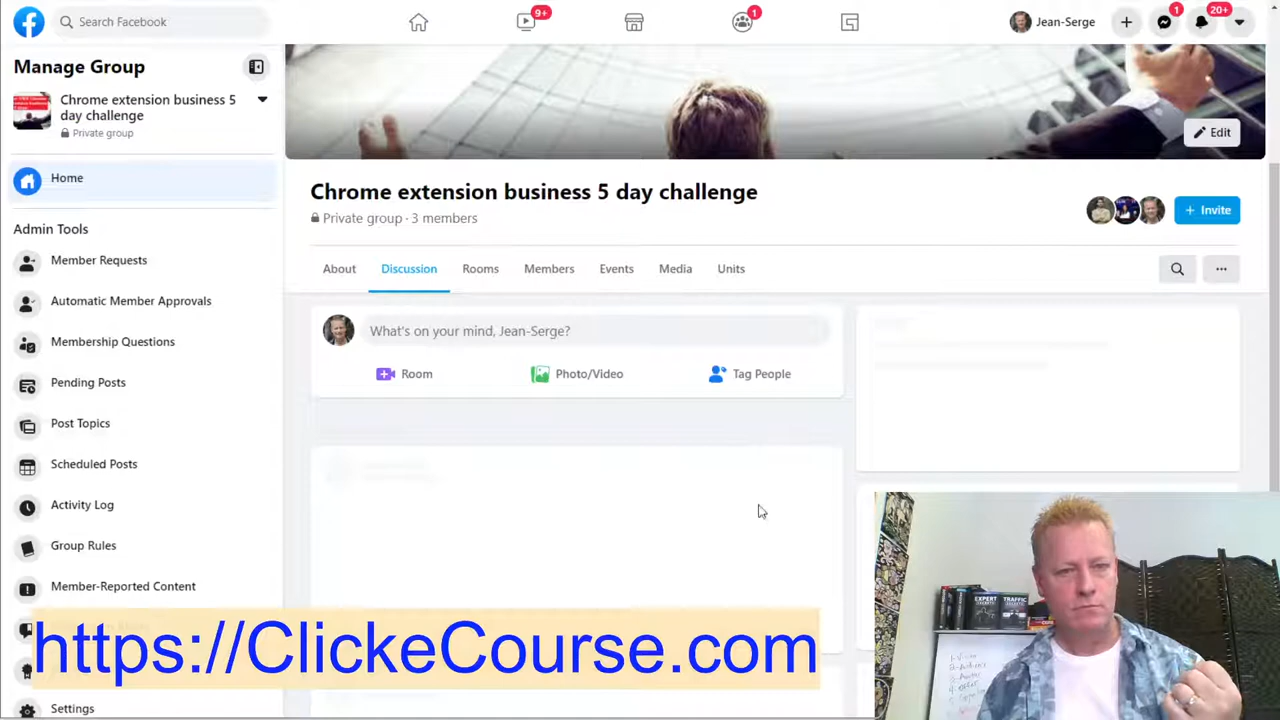 Search Facebook
9+
1
Jean-Serge
1
20+
Manage Group
Chrome extension business 5
day challenge
Private group
Home
Admin Tools
Member Requests
Automatic Member Approvals
Membership Questions
Pending Posts
Post Topics
Scheduled Posts
Activity Log
Group Rules
Member-Reported Content
Settings
Edit
Chrome extension business 5 day challenge
Private group · 3 members
+ Invite
About
Discussion
Rooms
Members
Events
Media
Units
What's on your mind, Jean-Serge?
Room
Photo/Video
Tag People
https://ClickeCourse.com
EXPERT
TRAFFIC